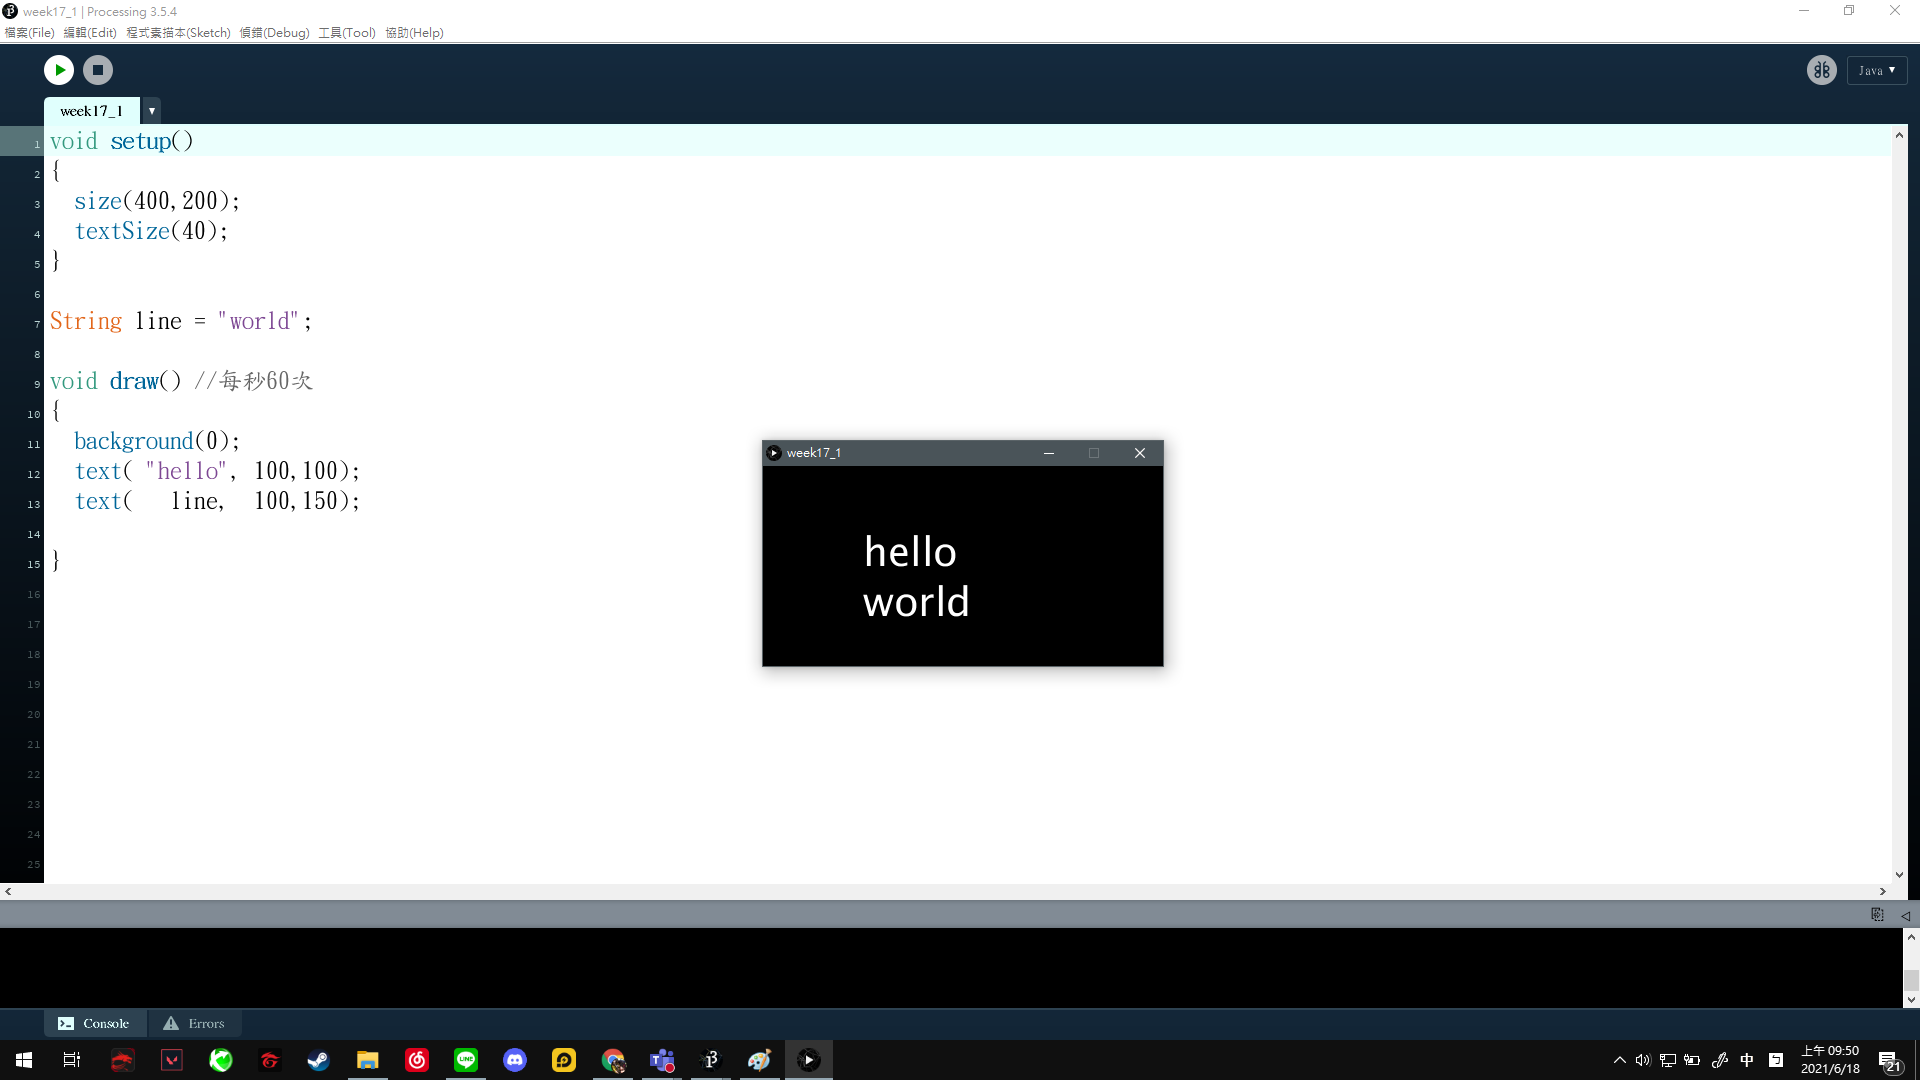 week17_1 | Processing 3.5.4
檔案(File) 編輯(Edit) 程式素描本(Sketch) 偵錯(Debug) 工具(Tool) 協助(Help)
Java ▼
week17_1 ▼
1 void setup()
2 {
3   size(400,200);
4   textSize(40);
5 }
6
7 String line = "world";
8
9 void draw() //每秒60次
10 {
11   background(0);
12   text( "hello", 100,100);
13   text(   line,  100,150);
14
15 }
16
17
18
19
20
21
22
23
24
25
week17_1
hello
world
Console
Errors
中
上午 09:50
2021/6/18
21